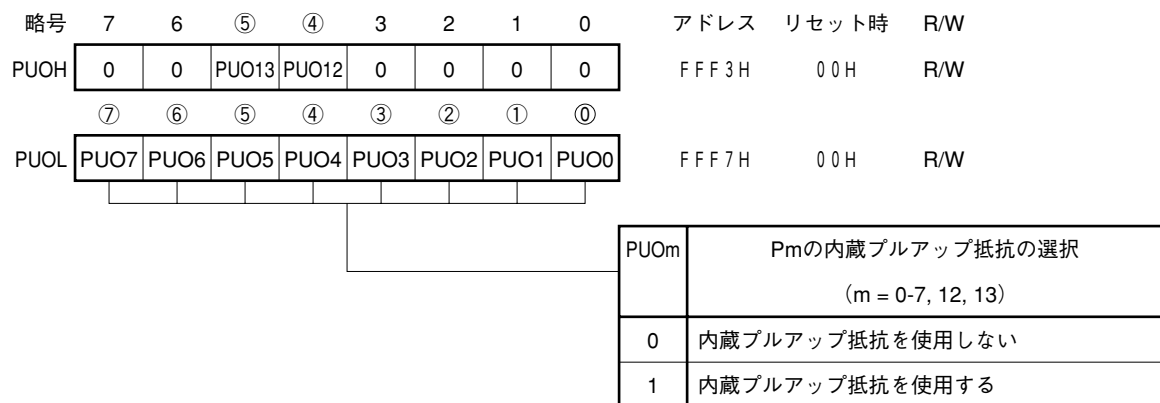 略号 7 6 ⑤ ④ 3 2 1 0 アドレス リセット時 R/W
PUOH 0 0 PUO13 PUO12 0 0 0 0 FFF3H 00H R/W
⑦ ⑥ ⑤ ④ ③ ② ① ⓪
PUOL PUO7 PUO6 PUO5 PUO4 PUO3 PUO2 PUO1 PUO0 FFF7H 00H R/W
PUOm Pmの内蔵プルアップ抵抗の選択
（m = 0-7, 12, 13）
0 内蔵プルアップ抵抗を使用しない
1 内蔵プルアップ抵抗を使用する